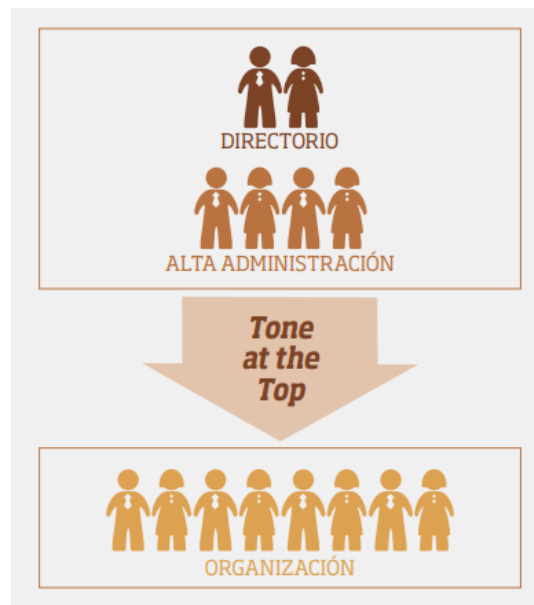 DIRECTORIO
ALTA ADMINISTRACIÓN
Tone
at the
Top
ORGANIZACIÓN